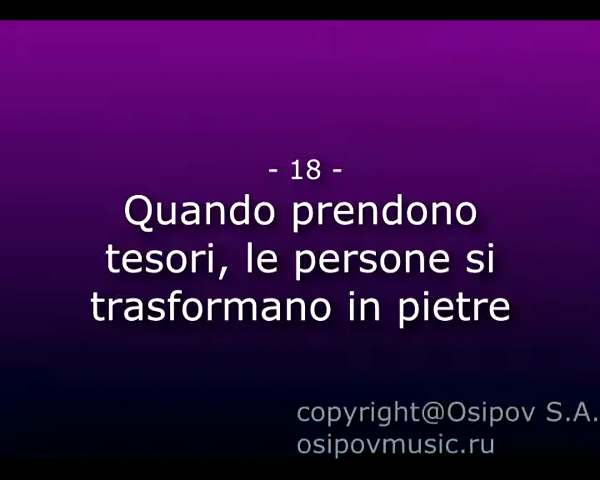 - 18 -
Quando prendono
tesori, le persone si
trasformano in pietre
copyright@Osipov S.A.
osipovmusic.ru